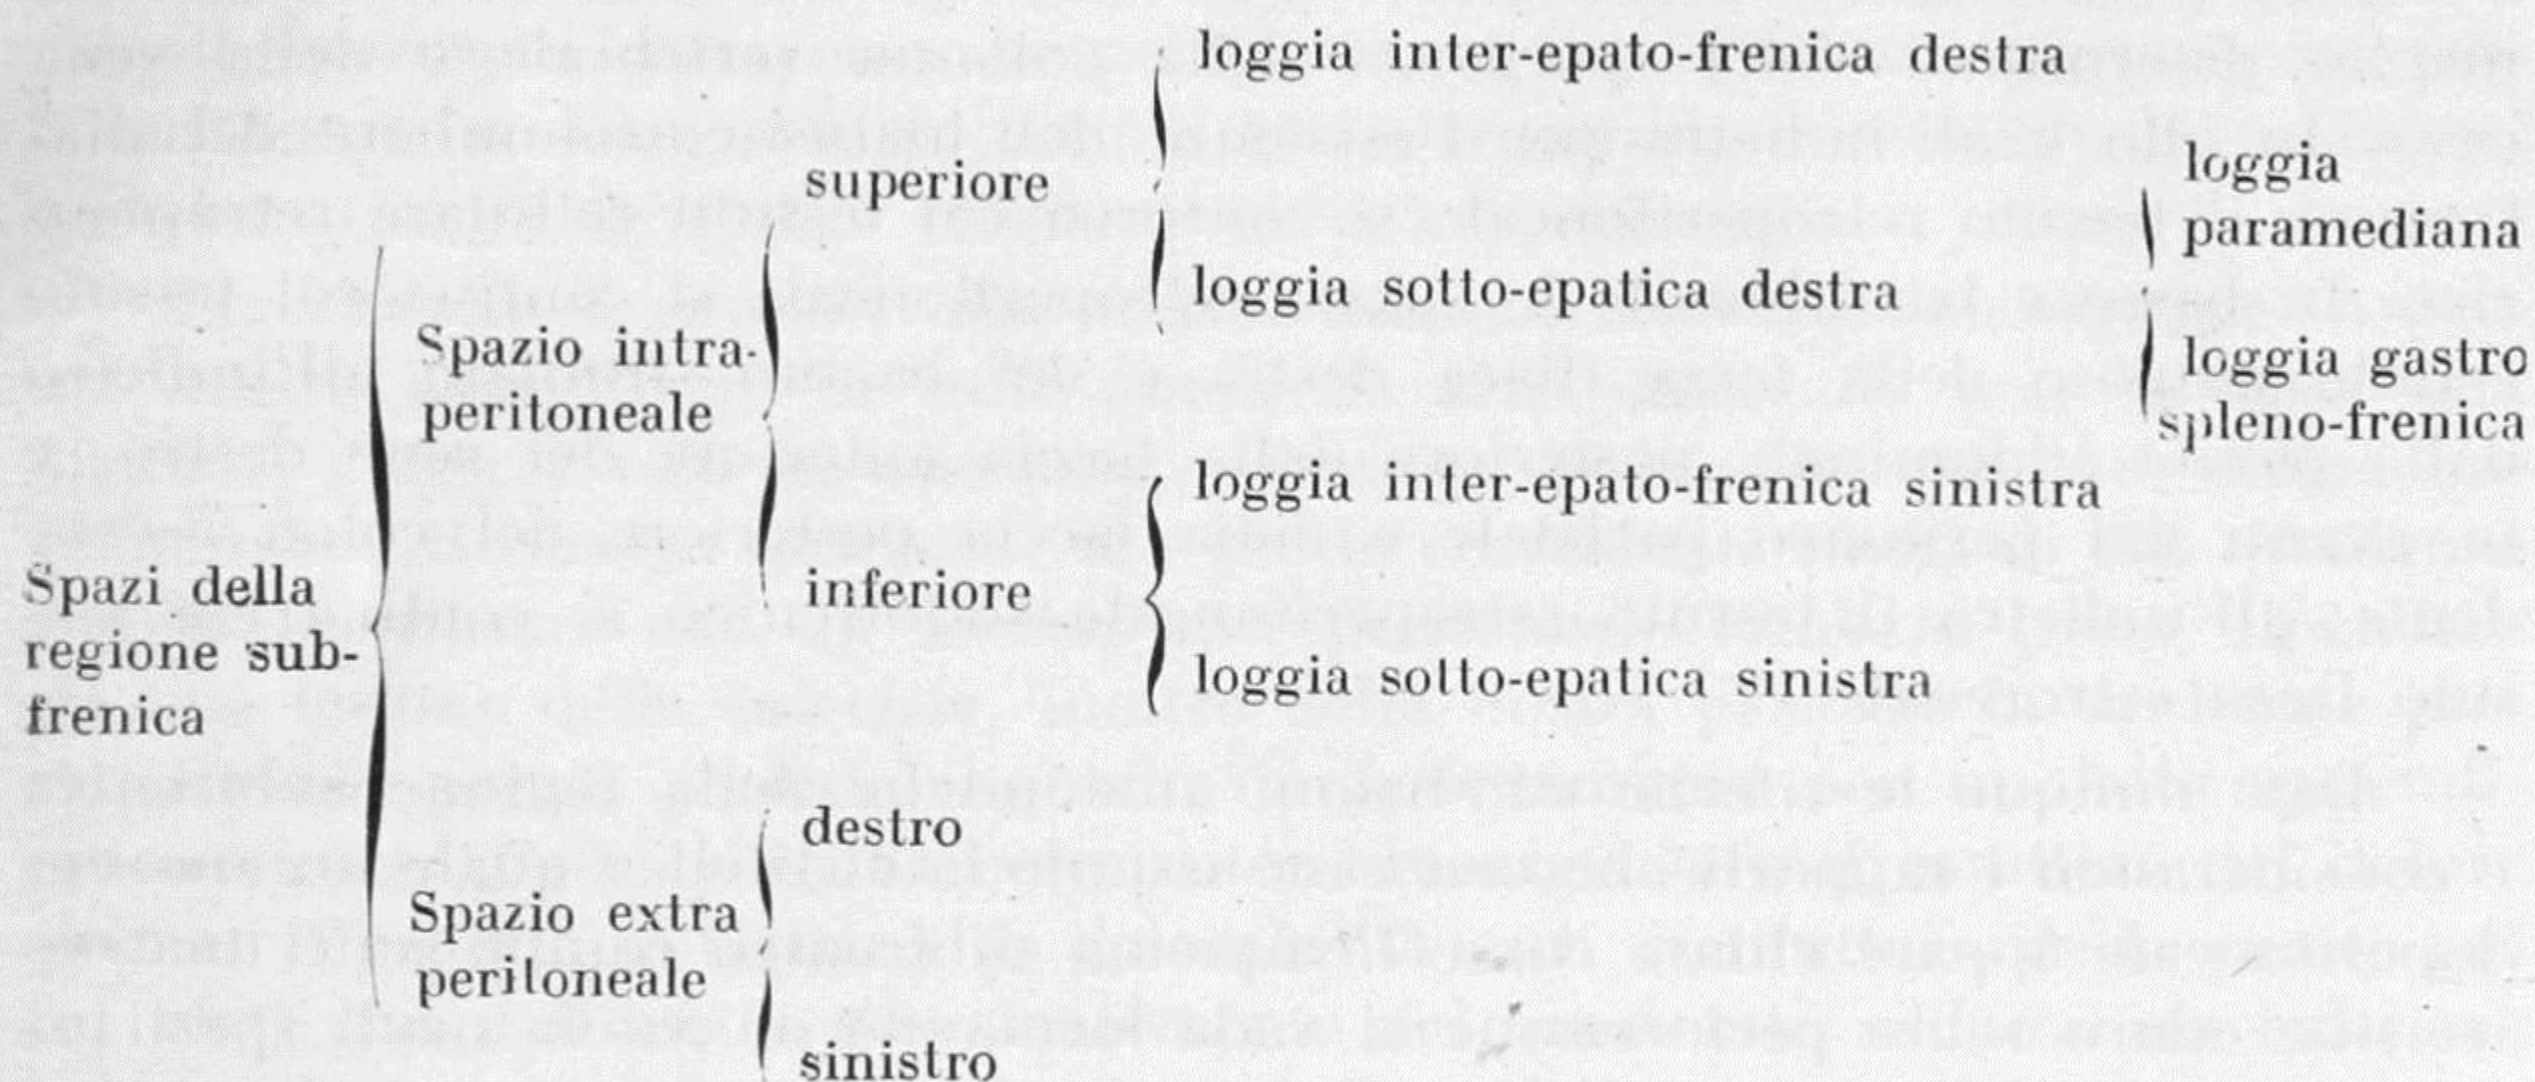 Spazi della
regione sub-
frenica
Spazio intra-
peritoneale
superiore
loggia inter-epato-frenica destra
loggia sotto-epatica destra
loggia
paramediana
loggia gastro
spleno-frenica
inferiore
loggia inter-epato-frenica sinistra
loggia sotto-epatica sinistra
Spazio extra
peritoneale
destro
sinistro